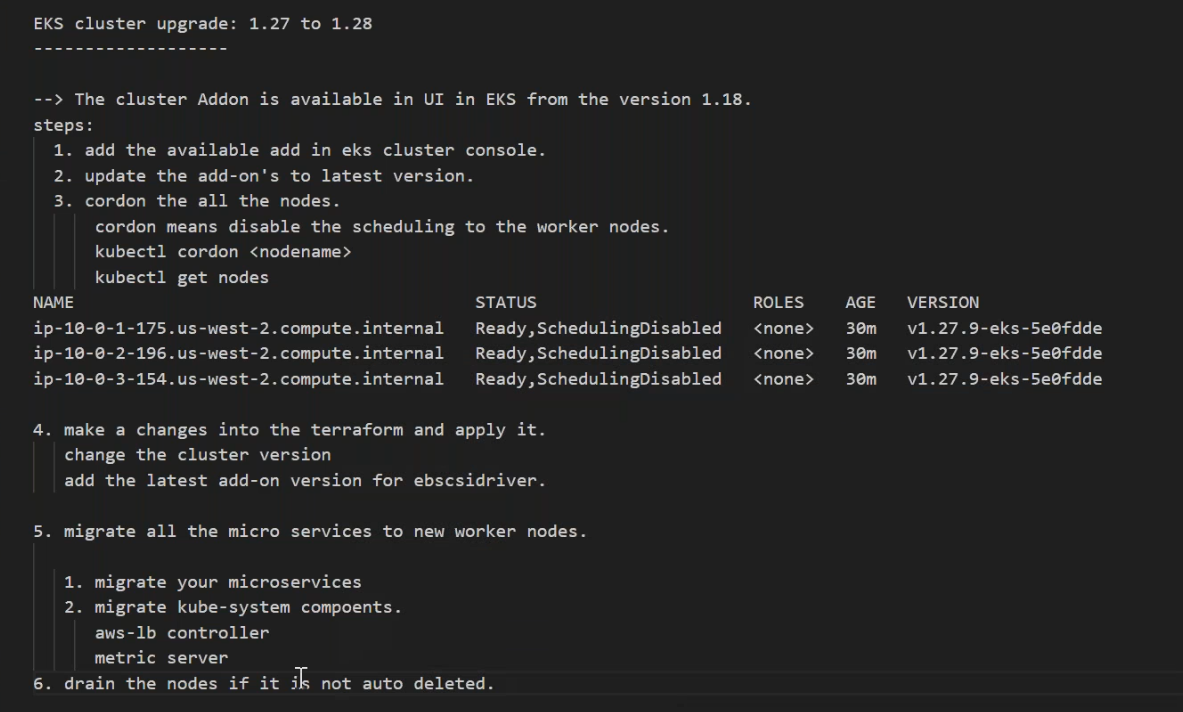 EKS cluster upgrade: 1.27 to 1.28
-------------------
--> The cluster Addon is available in UI in EKS from the version 1.18.
steps:
1. add the available add in eks cluster console.
2. update the add-on's to latest version.
3. cordon the all the nodes.
cordon means disable the scheduling to the worker nodes.
kubectl cordon <nodename>
kubectl get nodes
NAME STATUS ROLES AGE VERSION
ip-10-0-1-175.us-west-2.compute.internal Ready,SchedulingDisabled <none> 30m v1.27.9-eks-5e0fdde
ip-10-0-2-196.us-west-2.compute.internal Ready,SchedulingDisabled <none> 30m v1.27.9-eks-5e0fdde
ip-10-0-3-154.us-west-2.compute.internal Ready,SchedulingDisabled <none> 30m v1.27.9-eks-5e0fdde
4. make a changes into the terraform and apply it.
change the cluster version
add the latest add-on version for ebscsidriver.
5. migrate all the micro services to new worker nodes.
1. migrate your microservices
2. migrate kube-system compoents.
aws-lb controller
metric server
6. drain the nodes if it is not auto deleted.